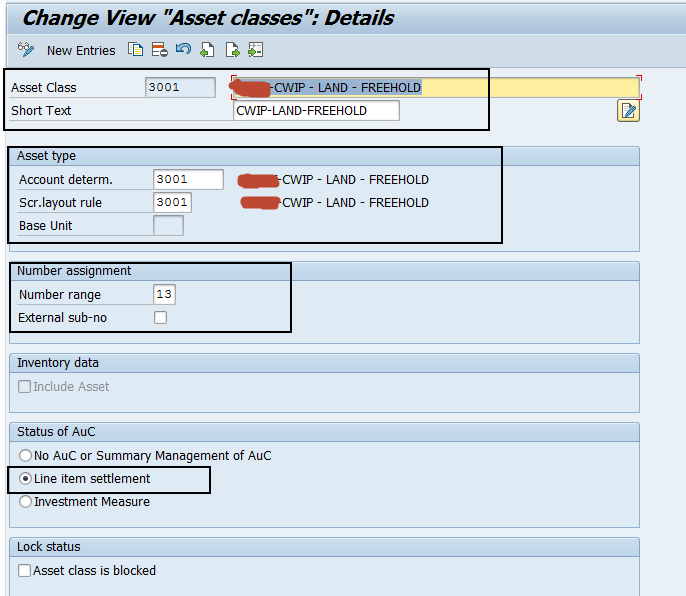 Change View "Asset classes": Details
New Entries
Asset Class 3001 -CWIP - LAND - FREEHOLD
Short Text CWIP-LAND-FREEHOLD
Asset type
Account determ. 3001 -CWIP - LAND - FREEHOLD
Scr.layout rule 3001 -CWIP - LAND - FREEHOLD
Base Unit
Number assignment
Number range 13
External sub-no
Inventory data
Include Asset
Status of AuC
No AuC or Summary Management of AuC
Line item settlement
Investment Measure
Lock status
Asset class is blocked